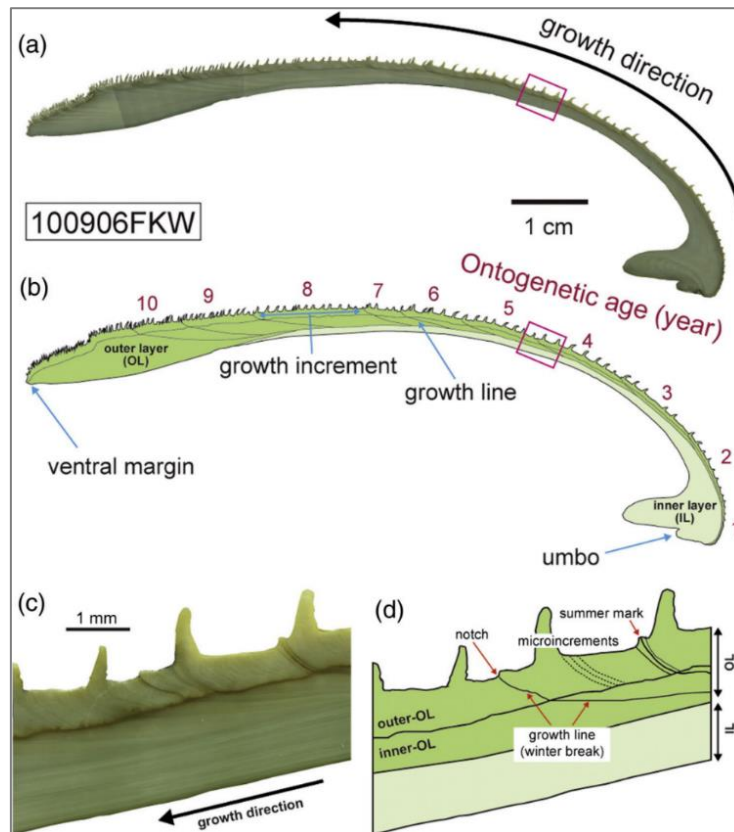 (a)
growth direction
100906FKW
1 cm
(b)
Ontogenetic age (year)
10
9
8
7
6
5
4
3
2
outer layer
(OL)
growth increment
growth line
ventral margin
inner layer
(IL)
umbo
(c)
1 mm
growth direction
(d)
notch
microincrements
summer mark
outer-OL
inner-OL
growth line
(winter break)
OL
IL